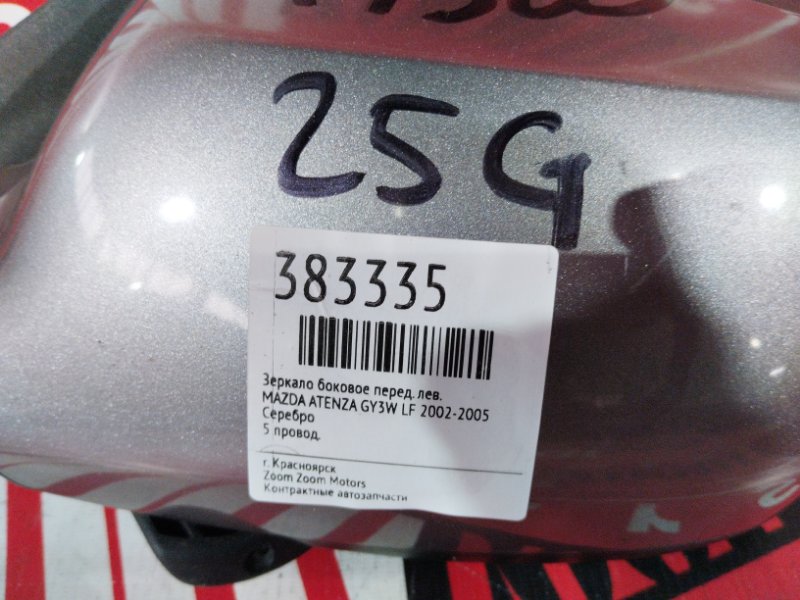 25G
383335
Зеркало боковое перед. лев.
MAZDA ATENZA GY3W LF 2002-2005
Серебро
5 провод.
г. Красноярск
Zoom Zoom Motors
Контрактные автозапчасти